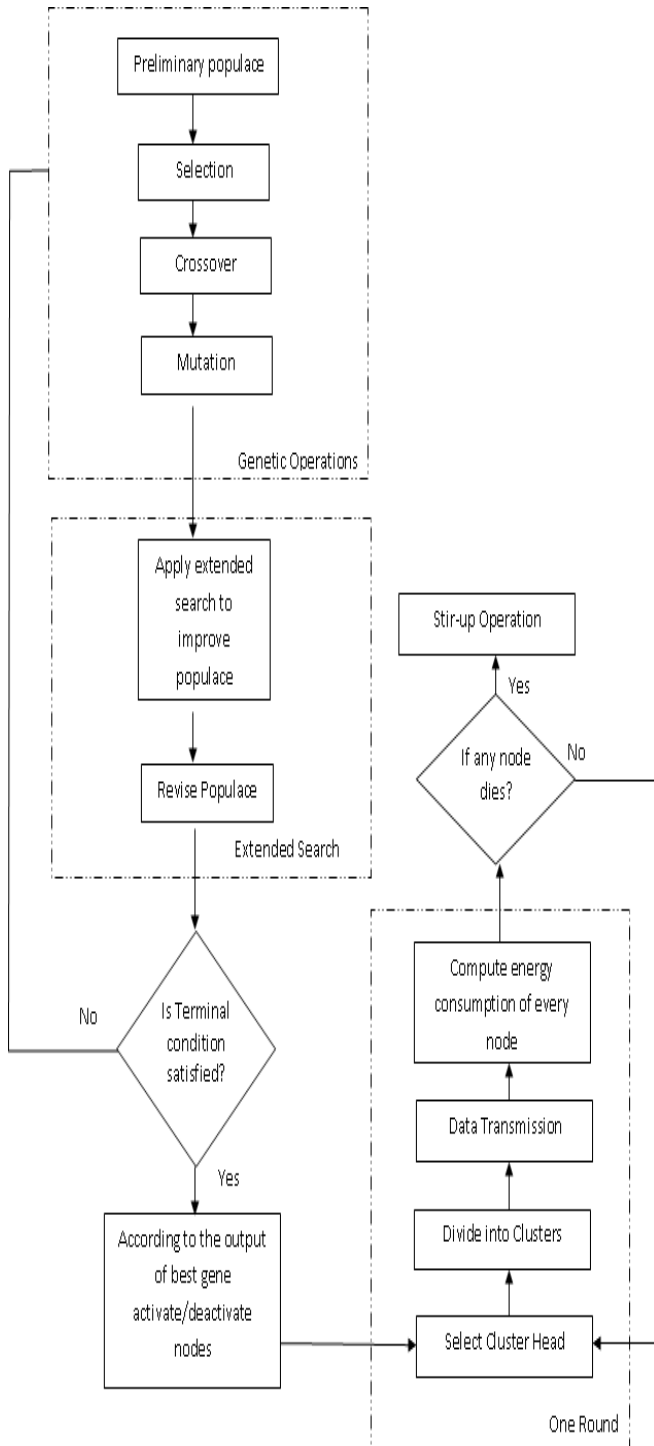 Preliminary populace
Selection
Crossover
Mutation
Genetic Operations
Apply extended
search to
improve
populace
Revise Populace
Extended Search
No
Is Terminal
condition
satisfied?
Yes
According to the output
of best gene
activate/deactivate
nodes
Stir-up Operation
Yes
If any node
dies?
No
Compute energy
consumption of every
node
Data Transmission
Divide into Clusters
Select Cluster Head
One Round